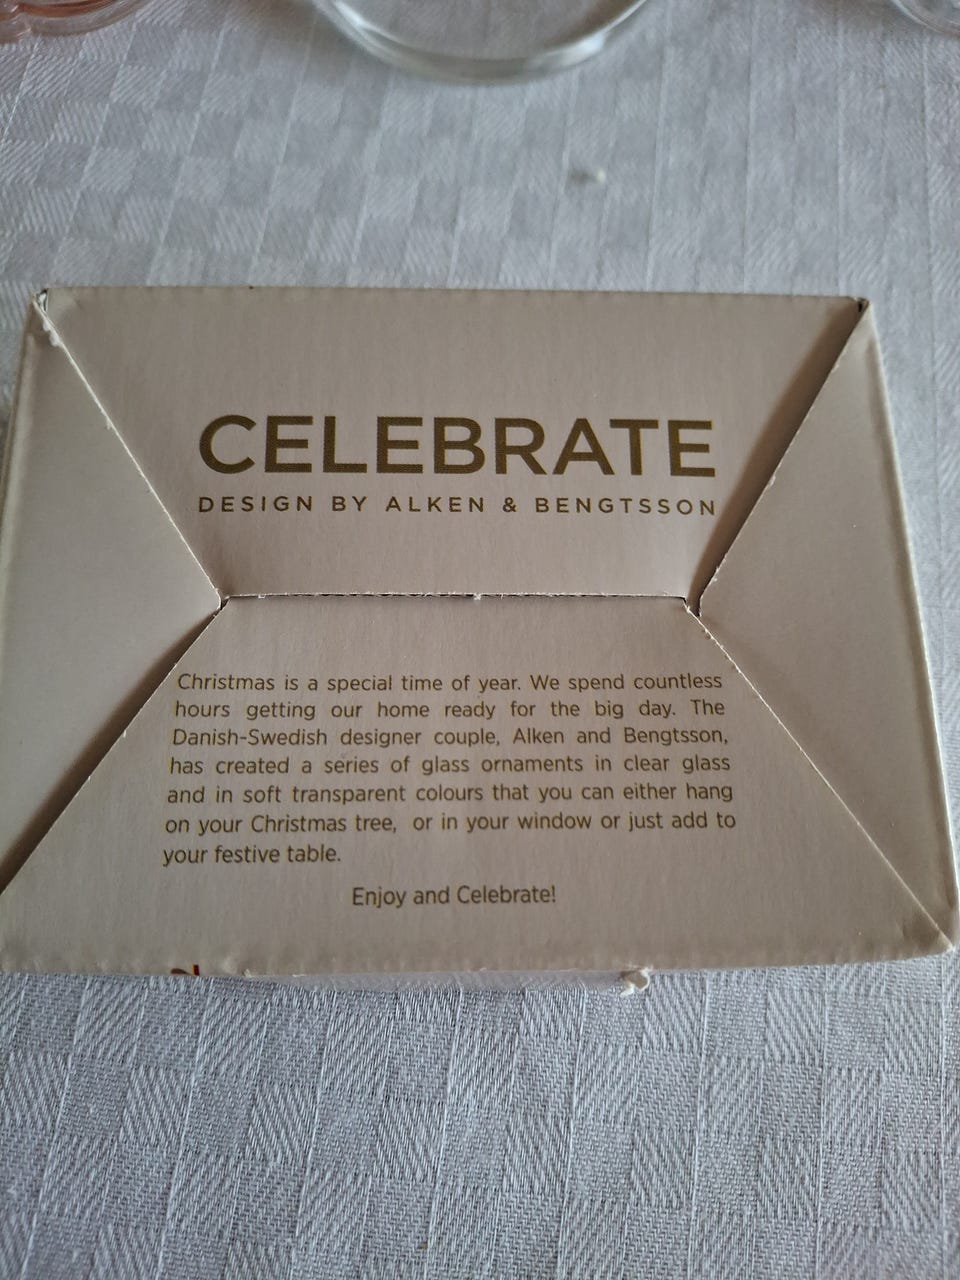 CELEBRATE
DESIGN BY ALKEN & BENGTSSON
Christmas is a special time of year. We spend countless
hours getting our home ready for the big day. The
Danish-Swedish designer couple, Alken and Bengtsson,
has created a series of glass ornaments in clear glass
and in soft transparent colours that you can either hang
on your Christmas tree, or in your window or just add to
your festive table.
Enjoy and Celebrate!